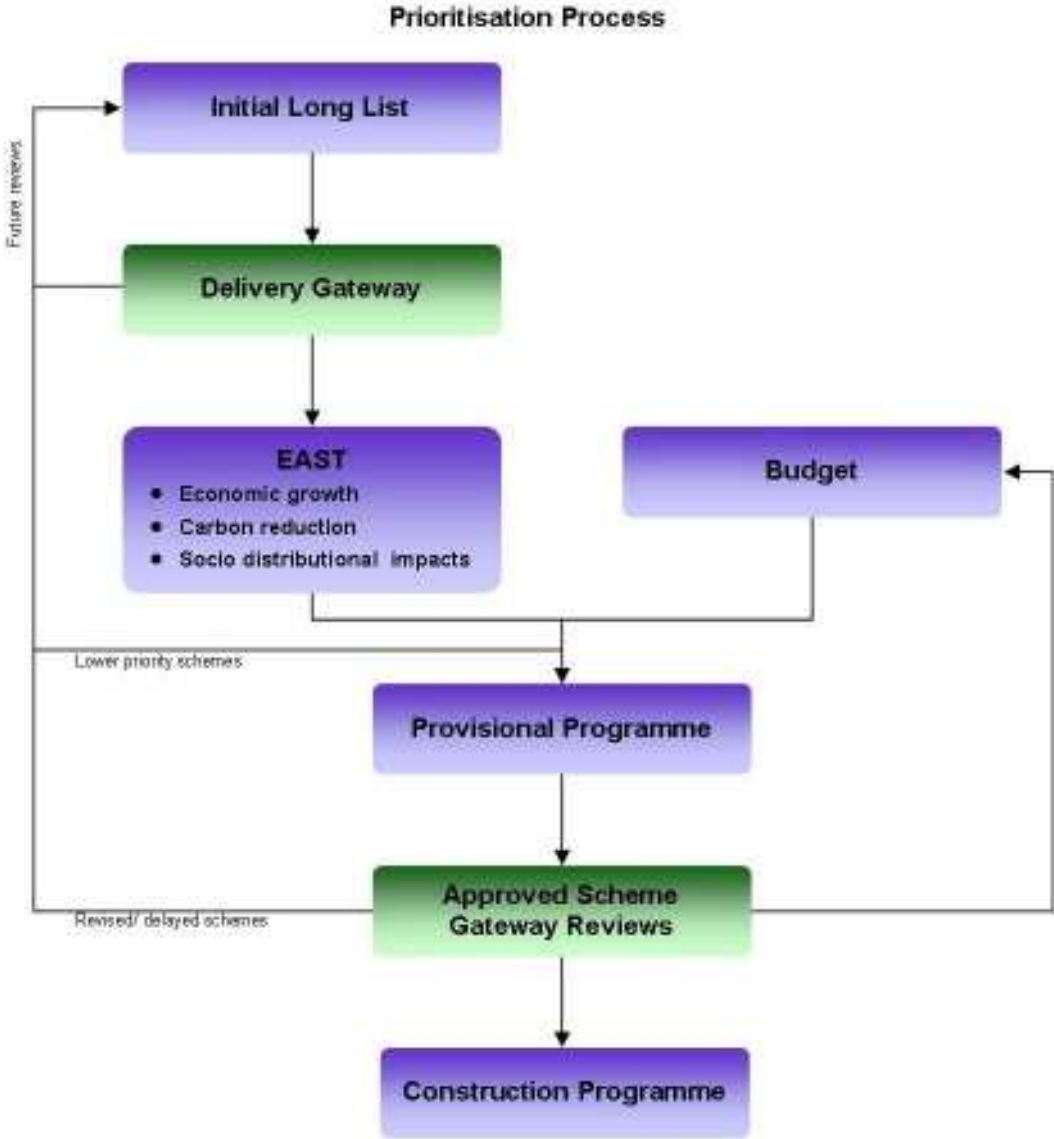 Prioritisation Process
Initial Long List
Future reviews
Delivery Gateway
EAST
• Economic growth
• Carbon reduction
• Socio distributional impacts
Budget
Lower priority schemes
Provisional Programme
Approved Scheme
Gateway Reviews
Revised/ delayed schemes
Construction Programme